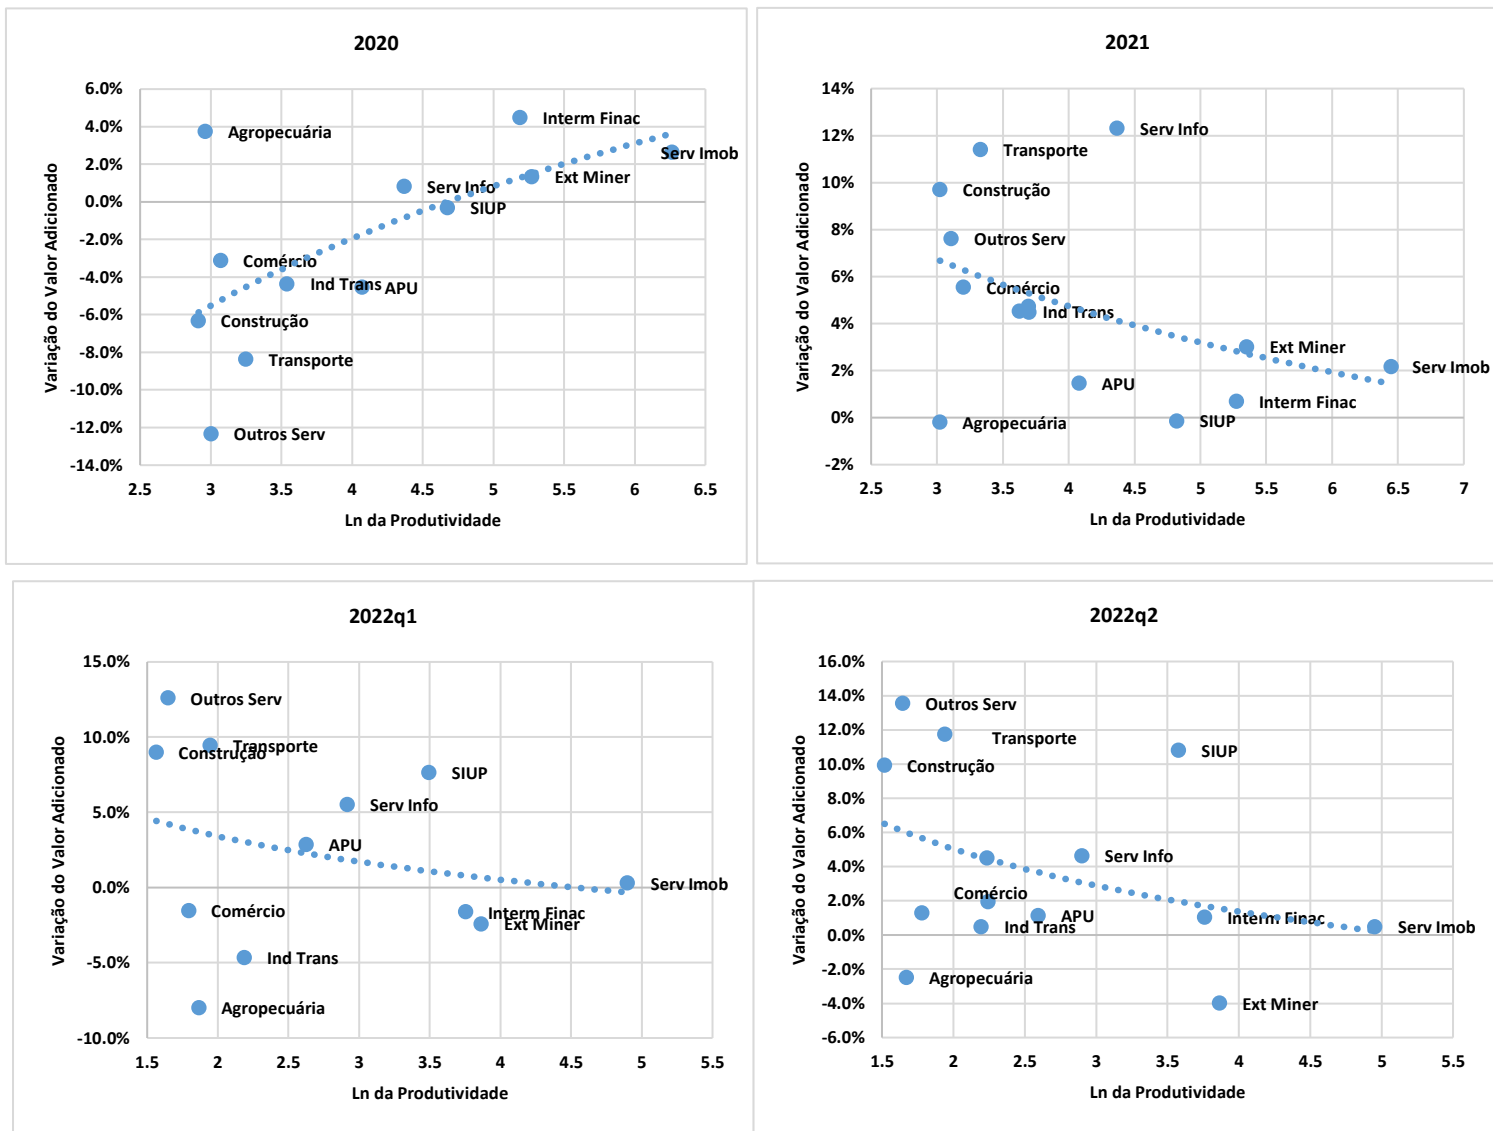 2020
6.0%
4.0%
2.0%
0.0%
-2.0%
-4.0%
-6.0%
-8.0%
-10.0%
-12.0%
-14.0%
Variação do Valor Adicionado
Interm Finac
Agropecuária
Serv Imob
Ext Miner
Serv Info
SIUP
Comércio
Ind Trans
APU
Construção
Transporte
Outros Serv
2.5 3 3.5 4 4.5 5 5.5 6 6.5
Ln da Produtividade
2021
14%
12%
10%
8%
6%
4%
2%
0%
-2%
Variação do Valor Adicionado
Serv Info
Transporte
Construção
Outros Serv
Comércio
Ind Trans
Ext Miner
Serv Imob
APU
Interm Finac
Agropecuária
SIUP
2.5 3 3.5 4 4.5 5 5.5 6 6.5 7
Ln da Produtividade
2022q1
15.0%
10.0%
5.0%
0.0%
-5.0%
-10.0%
Variação do Valor Adicionado
Outros Serv
Transporte
Construção
SIUP
Serv Info
APU
Serv Imob
Comércio
Interm Finac
Ext Miner
Ind Trans
Agropecuária
1.5 2 2.5 3 3.5 4 4.5 5 5.5
Ln da Produtividade
2022q2
16.0%
14.0%
12.0%
10.0%
8.0%
6.0%
4.0%
2.0%
0.0%
-2.0%
-4.0%
-6.0%
Variação do Valor Adicionado
Outros Serv
Transporte
SIUP
Construção
Serv Info
Comércio
APU
Interm Finac
Ind Trans
Serv Imob
Agropecuária
Ext Miner
1.5 2 2.5 3 3.5 4 4.5 5 5.5
Ln da Produtividade